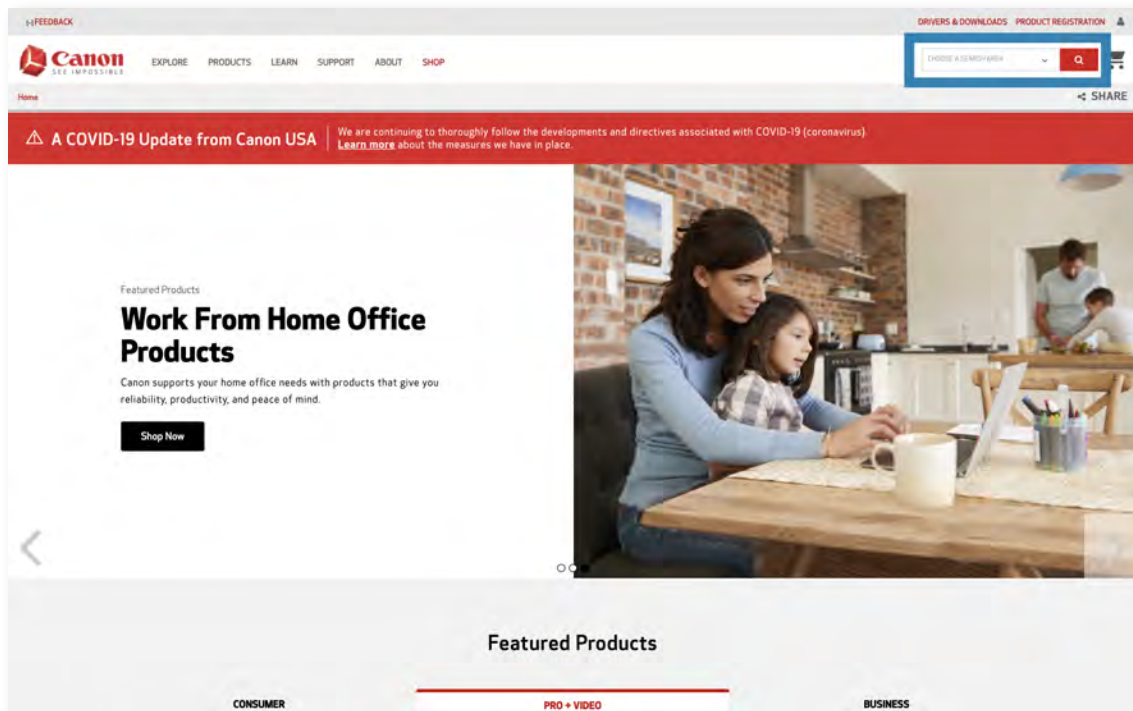 [+] FEEDBACK
DRIVERS & DOWNLOADS PRODUCT REGISTRATION
Canon
SEE IMPOSSIBLE
EXPLORE PRODUCTS LEARN SUPPORT ABOUT SHOP
CHOOSE A SEARCH AREA
Home
SHARE
A COVID-19 Update from Canon USA
We are continuing to thoroughly follow the developments and directives associated with COVID-19 (coronavirus).
Learn more about the measures we have in place.
Featured Products
Work From Home Office
Products
Canon supports your home office needs with products that give you
reliability, productivity, and peace of mind.
Shop Now
Featured Products
CONSUMER PRO + VIDEO BUSINESS